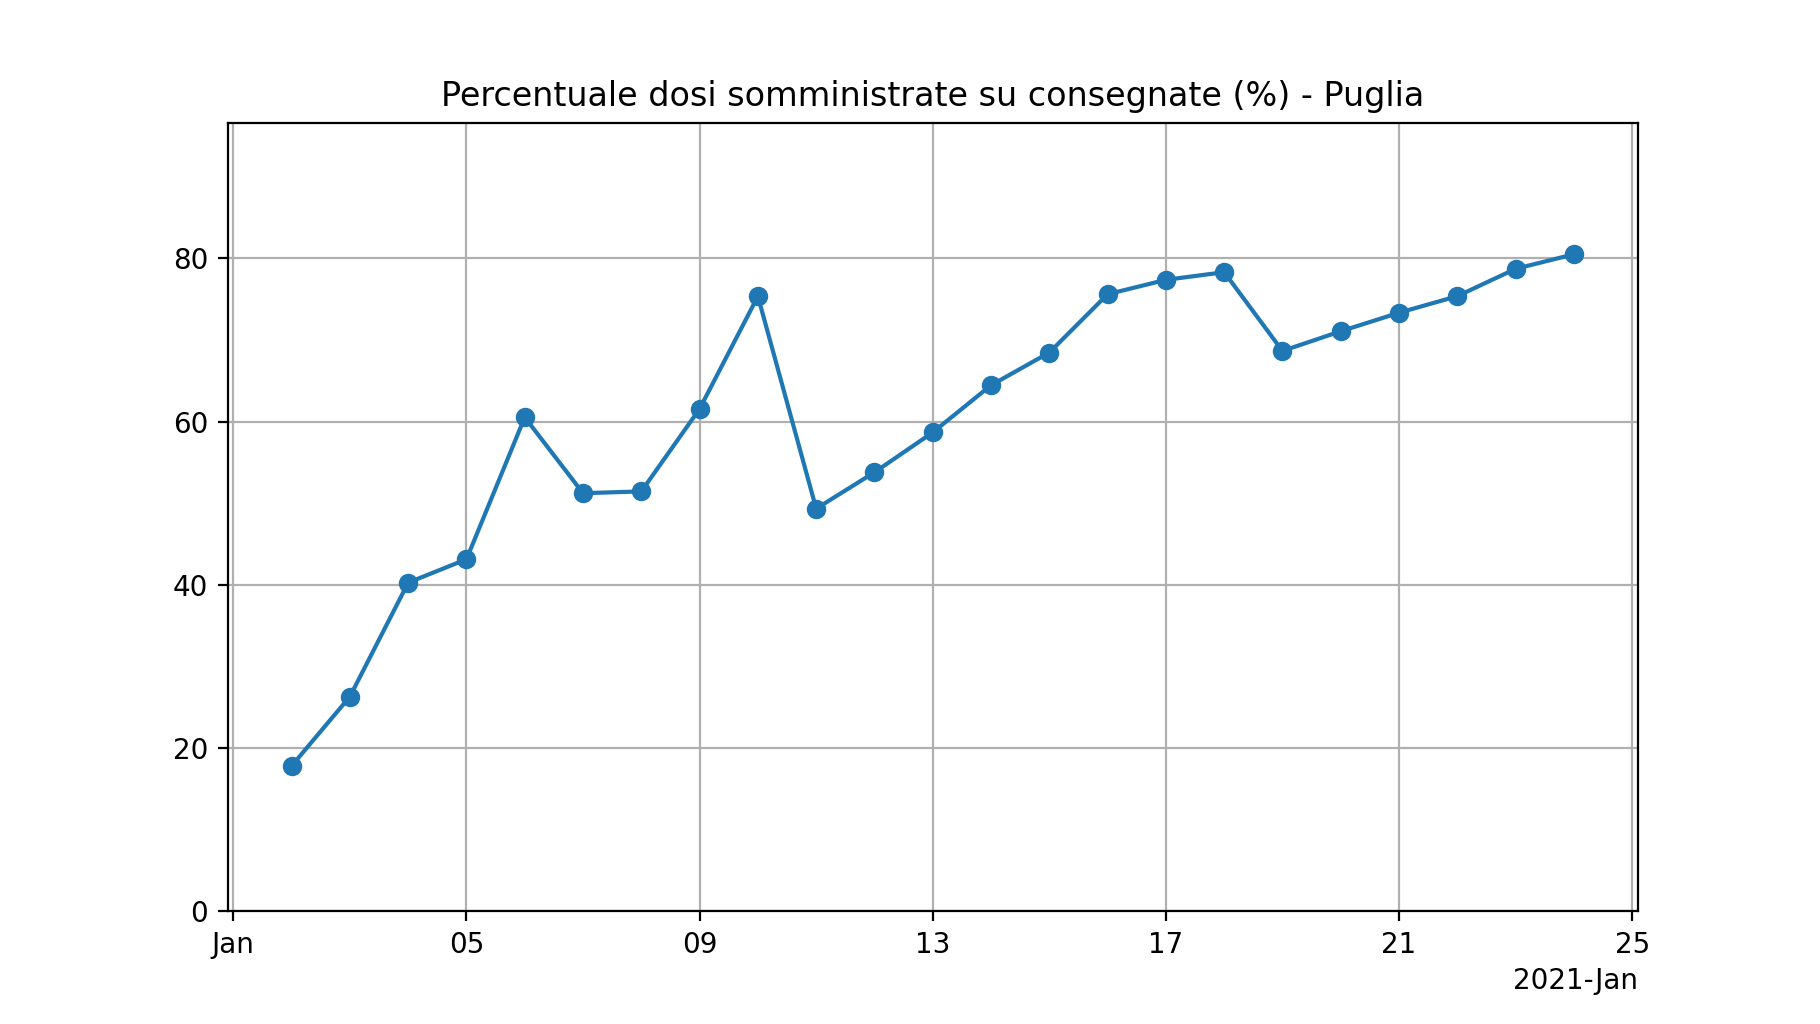 Percentuale dosi somministrate su consegnate (%) - Puglia
80
60
40
20
0
Jan 05 09 13 17 21 25
2021-Jan